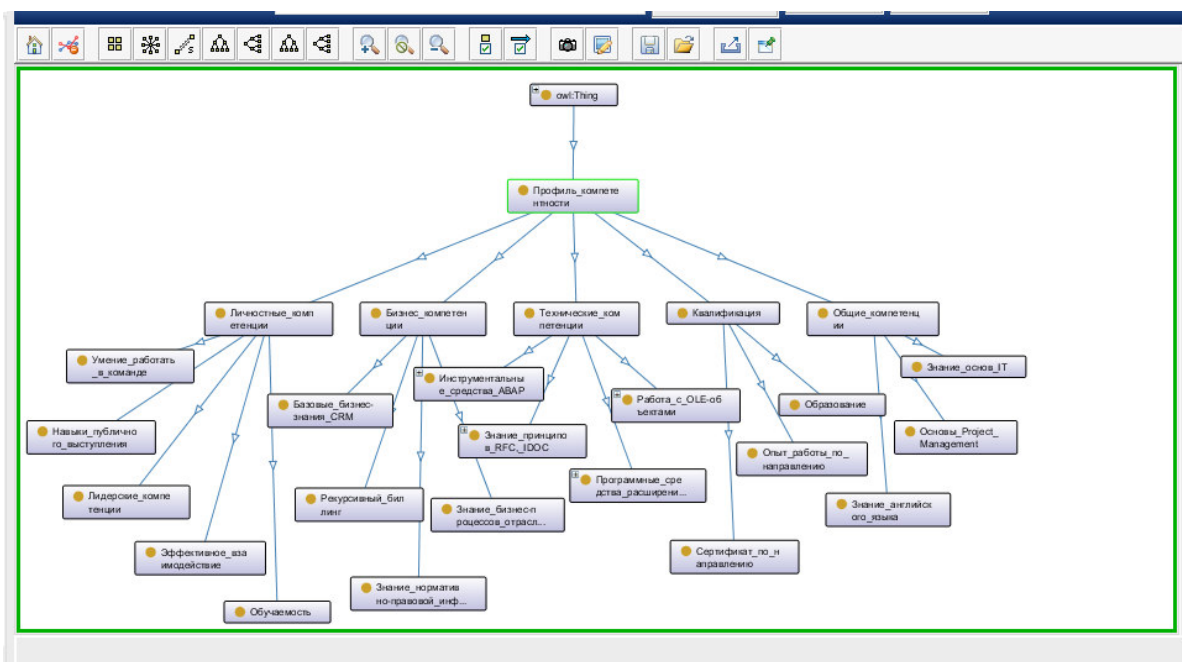 owl:Thing
Профиль_компете
нтности
Личностные_комп
етенции
Бизнес_компетен
ции
Технические_ком
петенции
Квалификация
Общие_компетенц
ии
Умение_работать
_в_команде
Инструментальны
е_средства_ABAP
Знание_основ_IT
Базовые_бизнес-
знания_CRM
Работа_с_OLE-об
ъектами
Образование
Навыки_публично
го_выступления
Знание_принципо
в_RFC,_IDOC
Основы_Project_
Management
Опыт_работы_по_
направлению
Программные_сре
дства_расширени...
Лидерские_компе
тенции
Рекурсивный_бил
линг
Знание_бизнес-п
роцессов_отрасл...
Знание_английск
ого_языка
Эффективное_вза
имодействие
Сертификат_по_н
аправлению
Знание_норматив
но-правовой_инф...
Обучаемость